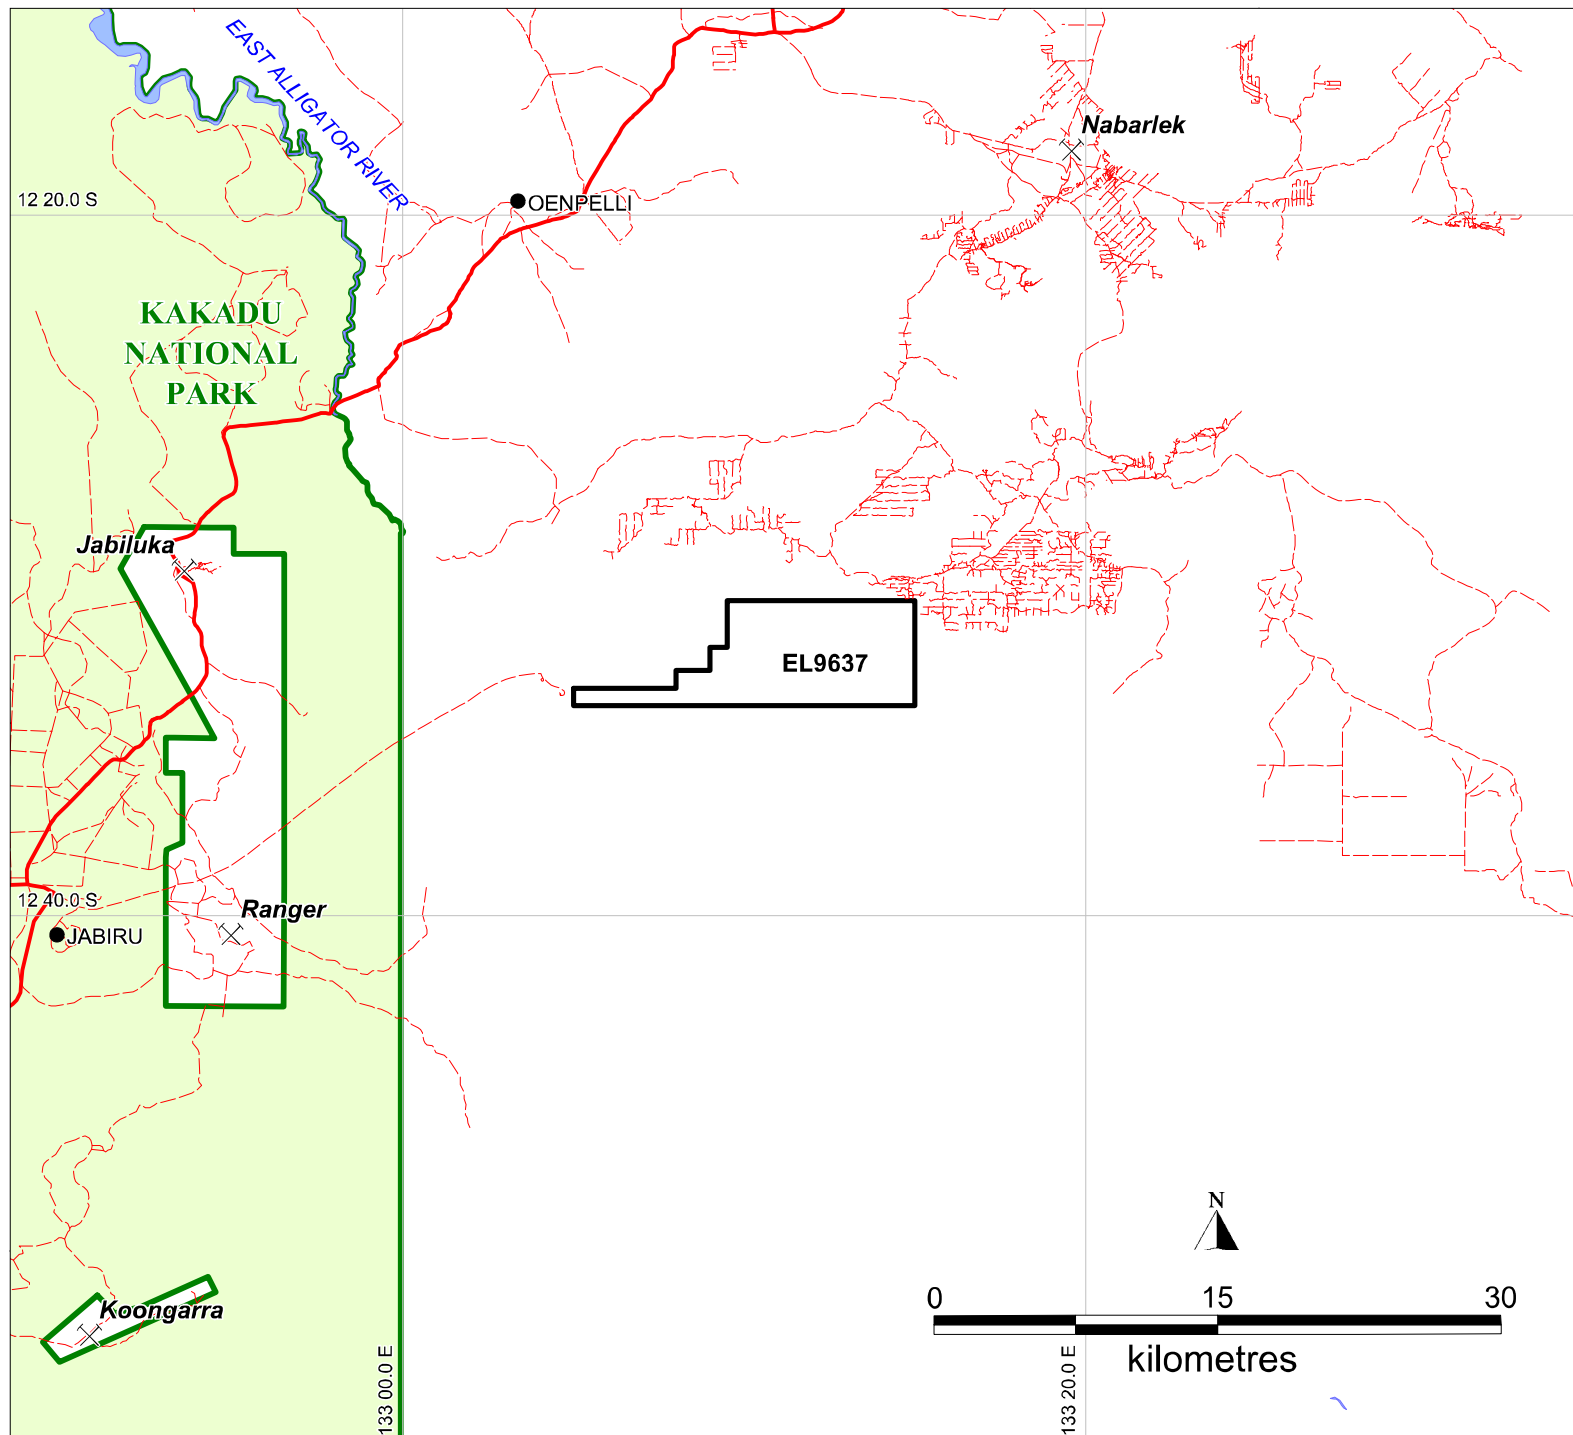 EAST ALLIGATOR RIVER
Nabarlek
12 20.0 S
OENPELLI
KAKADU
NATIONAL
PARK
Jabiluka
EL9637
12 40.0 S
Ranger
JABIRU
N
0 15 30
kilometres
Koongarra
133 00.0 E
133 20.0 E